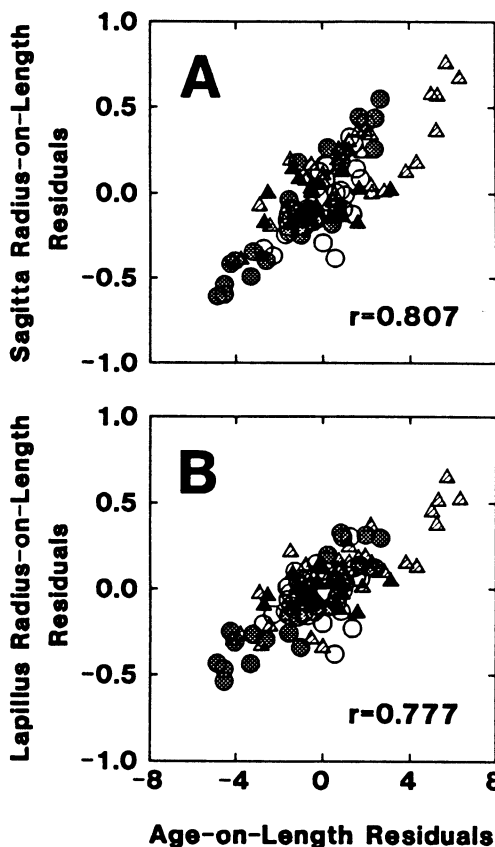 Sagitta Radius-on-Length
Residuals
1.0
0.5
0.0
-0.5
-1.0
A
r=0.807
Lapillus Radius-on-Length
Residuals
1.0
0.5
0.0
-0.5
-1.0
B
r=0.777
-8
-4
0
4
8
Age-on-Length Residuals